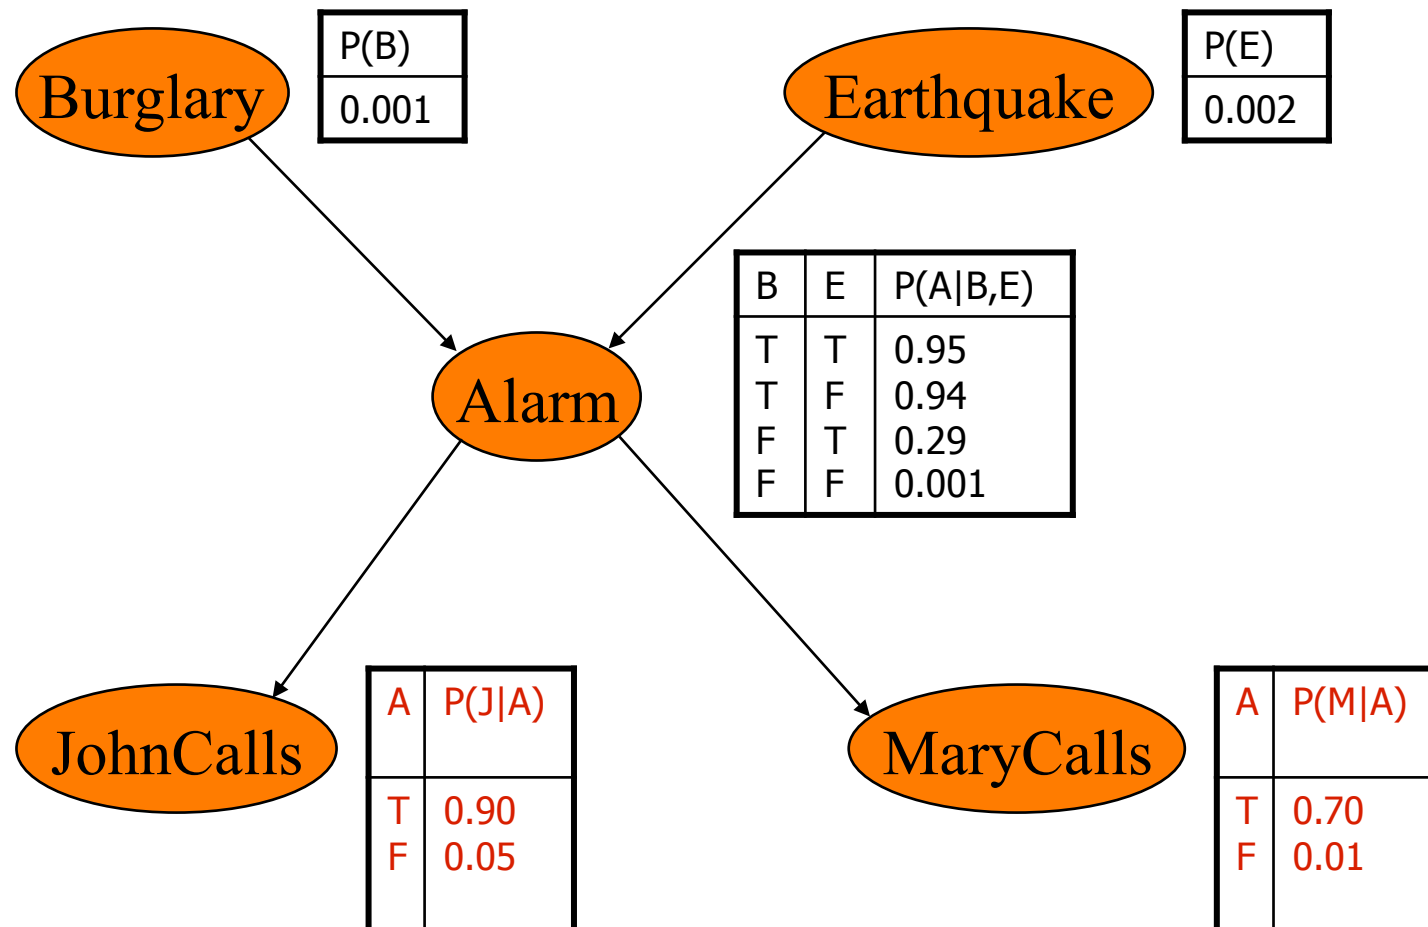 Burglary
P(B)
0.001
Earthquake
P(E)
0.002
B E P(A|B,E)
T T 0.95
T F 0.94
F T 0.29
F F 0.001
Alarm
JohnCalls
A P(J|A)
T 0.90
F 0.05
MaryCalls
A P(M|A)
T 0.70
F 0.01